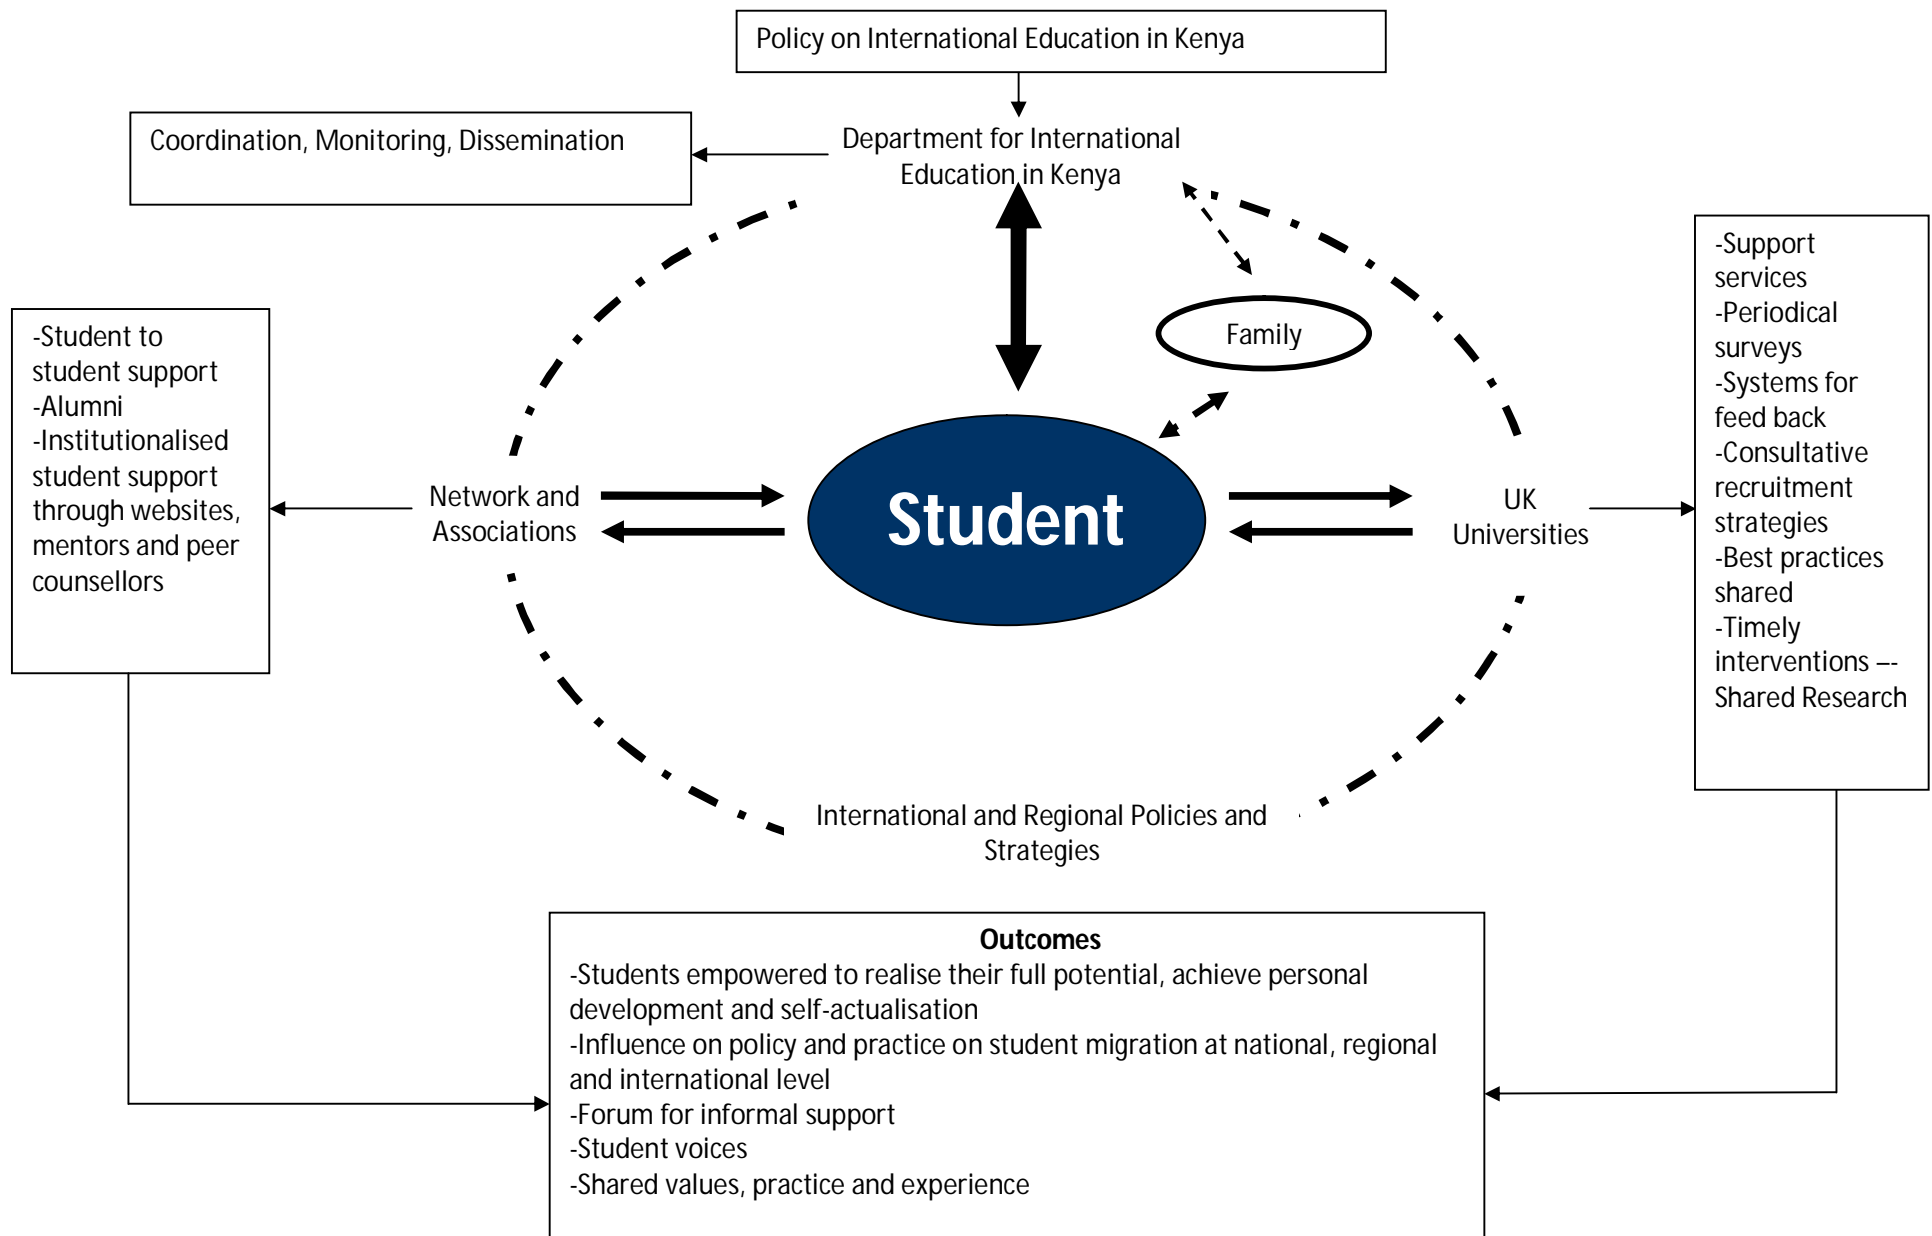 Policy on International Education in Kenya
Coordination, Monitoring, Dissemination
Department for International
Education in Kenya
-Support
services
-Periodical
surveys
-Systems for
feed back
-Consultative
recruitment
strategies
-Best practices
shared
-Timely
interventions –-
Shared Research
-Student to
student support
-Alumni
-Institutionalised
student support
through websites,
mentors and peer
counsellors
Family
Network and
Associations
Student
UK
Universities
International and Regional Policies and
Strategies
Outcomes
-Students empowered to realise their full potential, achieve personal
development and self-actualisation
-Influence on policy and practice on student migration at national, regional
and international level
-Forum for informal support
-Student voices
-Shared values, practice and experience